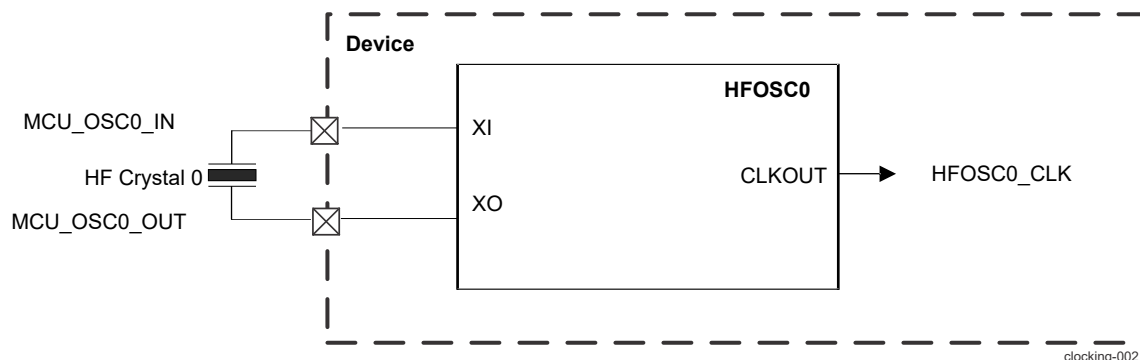 Device
HFOSC0
MCU_OSC0_IN
XI
HF Crystal 0
CLKOUT
HFOSC0_CLK
MCU_OSC0_OUT
XO
clocking-002